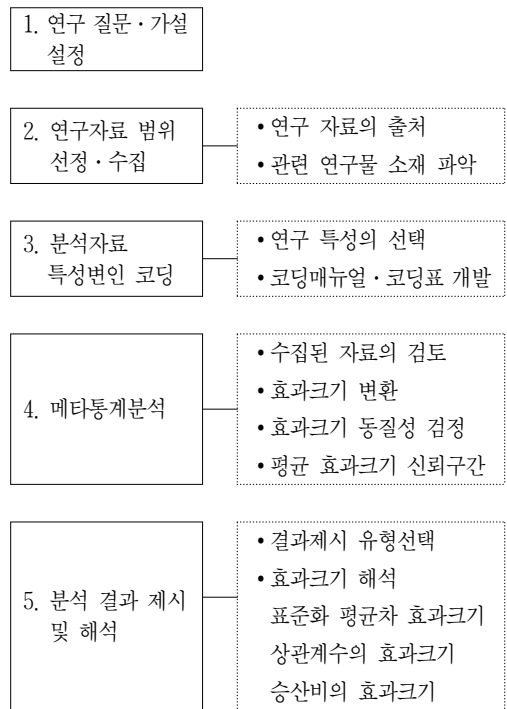 1. 연구 질문・가설
설정
2. 연구자료 범위
선정・수집
•연구 자료의 출처
•관련 연구물 소재 파악
3. 분석자료
특성변인 코딩
•연구 특성의 선택
•코딩매뉴얼・코딩표 개발
4. 메타통계분석
•수집된 자료의 검토
•효과크기 변환
•효과크기 동질성 검정
•평균 효과크기 신뢰구간
5. 분석 결과 제시
및 해석
•결과제시 유형선택
•효과크기 해석
표준화 평균차 효과크기
상관계수의 효과크기
승산비의 효과크기